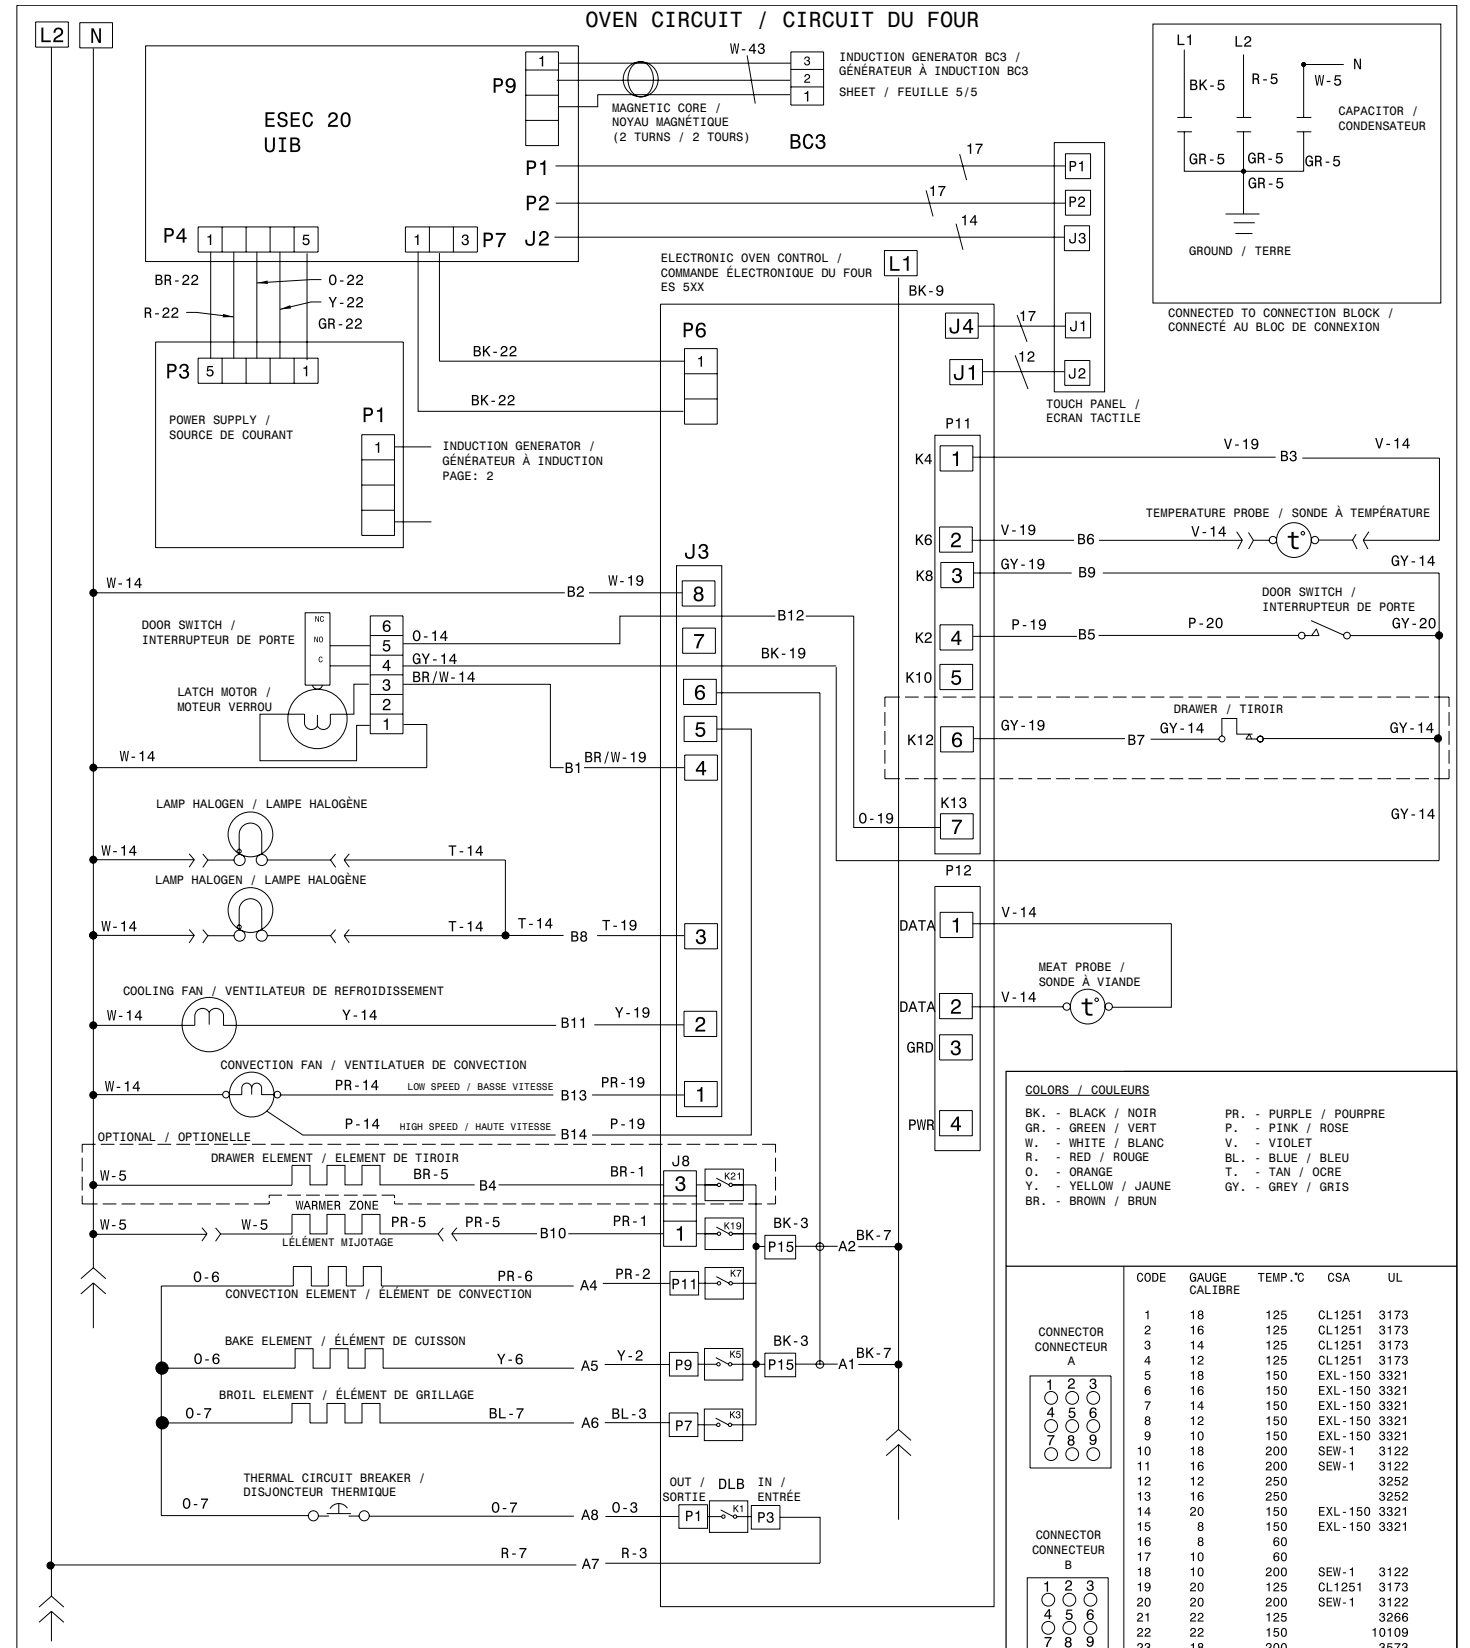 OVEN CIRCUIT / CIRCUIT DU FOUR
L2
N
ESEC 20
UIB
P9
1
W-43
3
2
1
INDUCTION GENERATOR BC3 /
GÉNÉRATEUR À INDUCTION BC3
SHEET / FEUILLE 5/5
MAGNETIC CORE /
NOYAU MAGNÉTIQUE
(2 TURNS / 2 TOURS)
BC3
P1
17
P1
P2
17
P2
J2
14
J3
L1
L2
N
BK-5
R-5
W-5
CAPACITOR /
CONDENSATEUR
GR-5
GR-5
GR-5
GR-5
GROUND / TERRE
CONNECTED TO CONNECTION BLOCK /
CONNECTÉ AU BLOC DE CONNEXION
P4
1
5
1
3
P7
BR-22
O-22
Y-22
R-22
GR-22
ELECTRONIC OVEN CONTROL /
COMMANDE ÉLECTRONIQUE DU FOUR
ES 5XX
L1
BK-9
P3
5
1
POWER SUPPLY /
SOURCE DE COURANT
P1
1
INDUCTION GENERATOR /
GÉNÉRATEUR À INDUCTION
PAGE: 2
BK-22
BK-22
P6
1
J4
17
J1
J1
12
J2
TOUCH PANEL /
ECRAN TACTILE
P11
K4
1
V-19
B3
V-14
TEMPERATURE PROBE / SONDE À TEMPÉRATURE
K6
2
V-19
B6
V-14
t°
K8
3
GY-19
B9
GY-14
DOOR SWITCH /
INTERRUPTEUR DE PORTE
K2
4
P-19
B5
P-20
GY-20
K10
5
DRAWER / TIROIR
K12
6
GY-19
B7
GY-14
GY-14
K13
7
O-19
GY-14
J3
W-14
B2
W-19
8
DOOR SWITCH /
INTERRUPTEUR DE PORTE
NC
NO
C
6
5
4
3
2
1
O-14
B12
GY-14
BK-19
BR/W-14
7
6
5
LATCH MOTOR /
MOTEUR VERROU
W-14
B1
BR/W-19
4
LAMP HALOGEN / LAMPE HALOGÈNE
W-14
T-14
LAMP HALOGEN / LAMPE HALOGÈNE
W-14
T-14
T-14
B8
T-19
3
COOLING FAN / VENTILATEUR DE REFROIDISSEMENT
W-14
Y-14
B11
Y-19
2
CONVECTION FAN / VENTILATUER DE CONVECTION
W-14
PR-14
LOW SPEED / BASSE VITESSE
B13
PR-19
1
P-14
HIGH SPEED / HAUTE VITESSE
B14
P-19
P12
DATA
1
V-14
MEAT PROBE /
SONDE À VIANDE
DATA
2
V-14
t°
GRD
3
PWR
4
OPTIONAL / OPTIONELLE
DRAWER ELEMENT / ELEMENT DE TIROIR
W-5
BR-5
B4
BR-1
J8
3
K21
WARMER ZONE
W-5
W-5
PR-5
PR-5
B10
PR-1
1
K19
LÉLÉMENT MIJOTAGE
BK-3
P15
A2
BK-7
O-6
PR-6
A4
PR-2
P11
K7
CONVECTION ELEMENT / ÉLÉMENT DE CONVECTION
BAKE ELEMENT / ÉLÉMENT DE CUISSON
O-6
Y-6
A5
Y-2
P9
K5
BK-3
P15
A1
BK-7
BROIL ELEMENT / ÉLÉMENT DE GRILLAGE
O-7
BL-7
A6
BL-3
P7
K3
THERMAL CIRCUIT BREAKER /
DISJONCTEUR THERMIQUE
O-7
O-7
A8
O-3
OUT /
SORTIE
DLB
IN /
ENTRÉE
P1
K1
P3
R-7
A7
R-3
COLORS / COULEURS
BK. - BLACK / NOIR
GR. - GREEN / VERT
W. - WHITE / BLANC
R. - RED / ROUGE
O. - ORANGE
Y. - YELLOW / JAUNE
BR. - BROWN / BRUN
PR. - PURPLE / POURPRE
P. - PINK / ROSE
V. - VIOLET
BL. - BLUE / BLEU
T. - TAN / OCRE
GY. - GREY / GRIS
CONNECTOR
CONNECTEUR
A
1 2 3
4 5 6
7 8 9
CONNECTOR
CONNECTEUR
B
1 2 3
4 5 6
7 8 9
CODE GAUGE CALIBRE TEMP.°C CSA UL
1 18 125 CL1251 3173
2 16 125 CL1251 3173
3 14 125 CL1251 3173
4 12 125 CL1251 3173
5 18 150 EXL-150 3321
6 16 150 EXL-150 3321
7 14 150 EXL-150 3321
8 12 150 EXL-150 3321
9 10 150 EXL-150 3321
10 18 200 SEW-1 3122
11 16 200 SEW-1 3122
12 12 250 3252
13 16 250 3252
14 20 150 EXL-150 3321
15 8 150 EXL-150 3321
16 8 60
17 10 60
18 10 200 SEW-1 3122
19 20 125 CL1251 3173
20 20 200 SEW-1 3122
21 22 125 3266
22 22 150 10109
23 18 200 3573